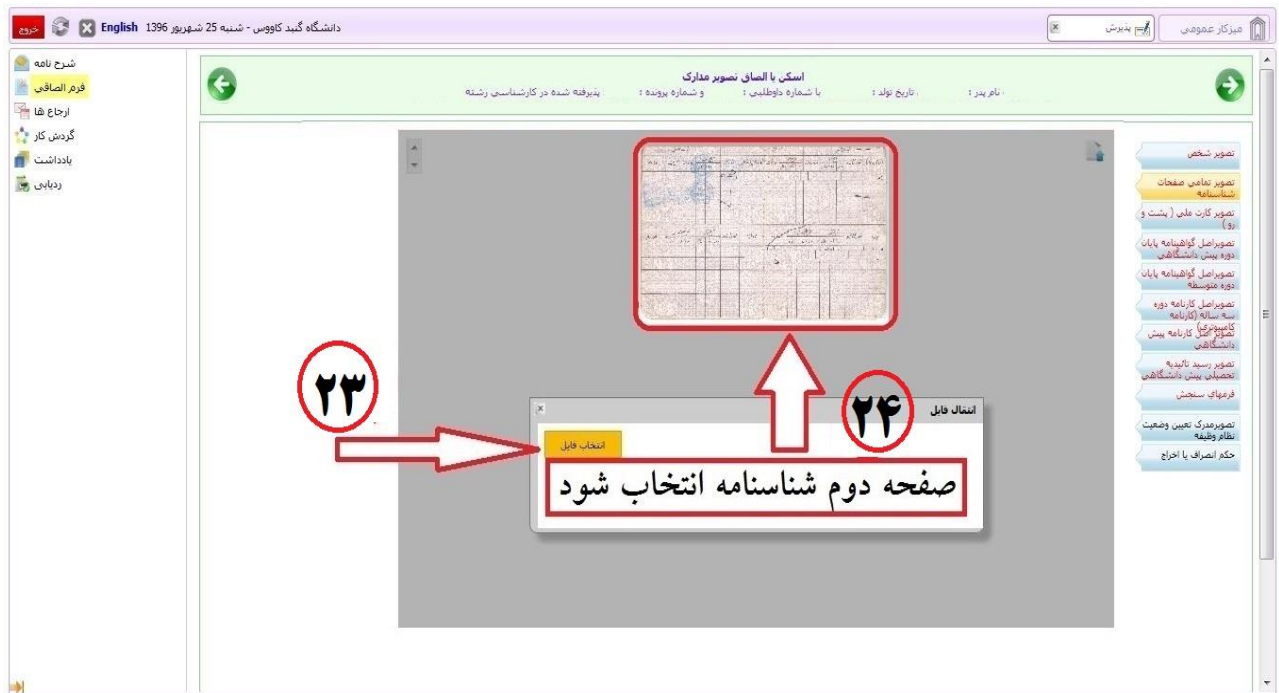 میزکار عمومی
پذیرش
دانشگاه گنبد کاووس - شنبه 25 شهریور 1396 English
خروج
شرح نامه
فرم الصاقی
ارجاع ها
گردش کار
یادداشت
ردیابی
اسکن یا الصاق تصویر مدارک
نام پدر : ، تاریخ تولد : با شماره داوطلبی : و شماره پرونده : پذیرفته شده در کارشناسی رشته
تصویر شخص
تصویر تمامی صفحات
شناسنامه
تصویر کارت ملی ( پشت و
رو )
تصویراصل گواهینامه پایان
دوره پیش دانشگاهی
تصویراصل گواهینامه پایان
دوره متوسطه
تصویراصل کارنامه دوره
سه ساله (کارنامه
کامپیوتری)
تصویر اصل کارنامه پیش
دانشگاهی
تصویر رسید تائیدیه
تحصیلی پیش دانشگاهی
فرمهای سنجش
تصویرمدرک تعیین وضعیت
نظام وظیفه
حکم انصراف یا اخراج
۲۳
۲۴
انتقال فایل
انتخاب فایل
صفحه دوم شناسنامه انتخاب شود